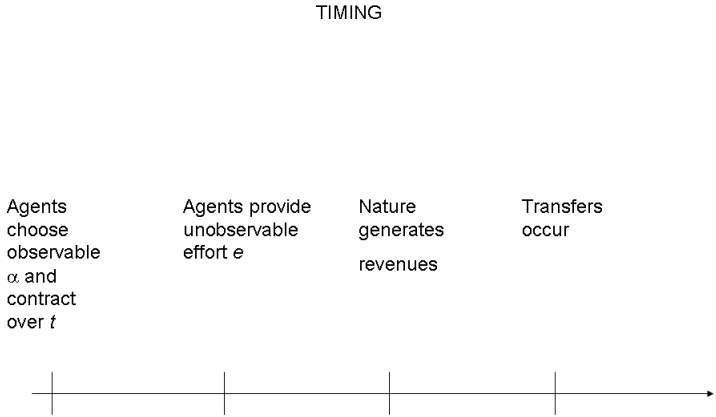 TIMING
Agents
choose
observable
α and
contract
over t
Agents provide
unobservable
effort e
Nature
generates
revenues
Transfers
occur